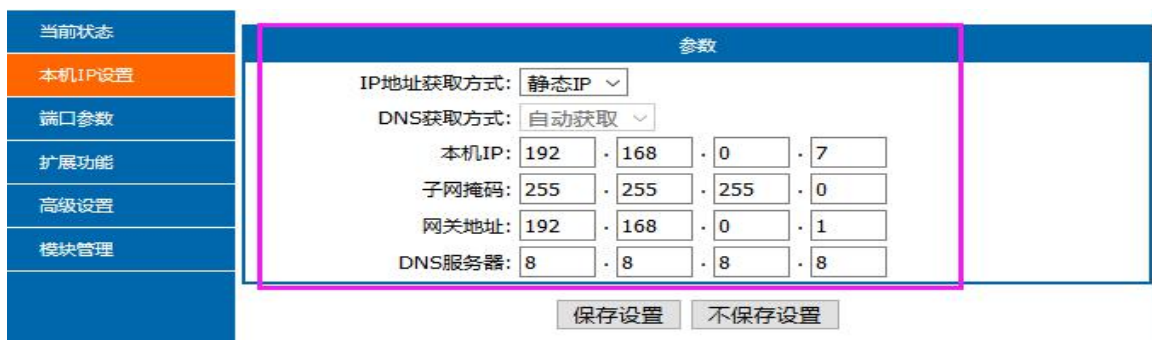 当前状态
本机IP设置
端口参数
扩展功能
高级设置
模块管理
参数
IP地址获取方式: 静态IP
DNS获取方式: 自动获取
本机IP: 192 . 168 . 0 . 7
子网掩码: 255 . 255 . 255 . 0
网关地址: 192 . 168 . 0 . 1
DNS服务器: 8 . 8 . 8 . 8
保存设置 不保存设置